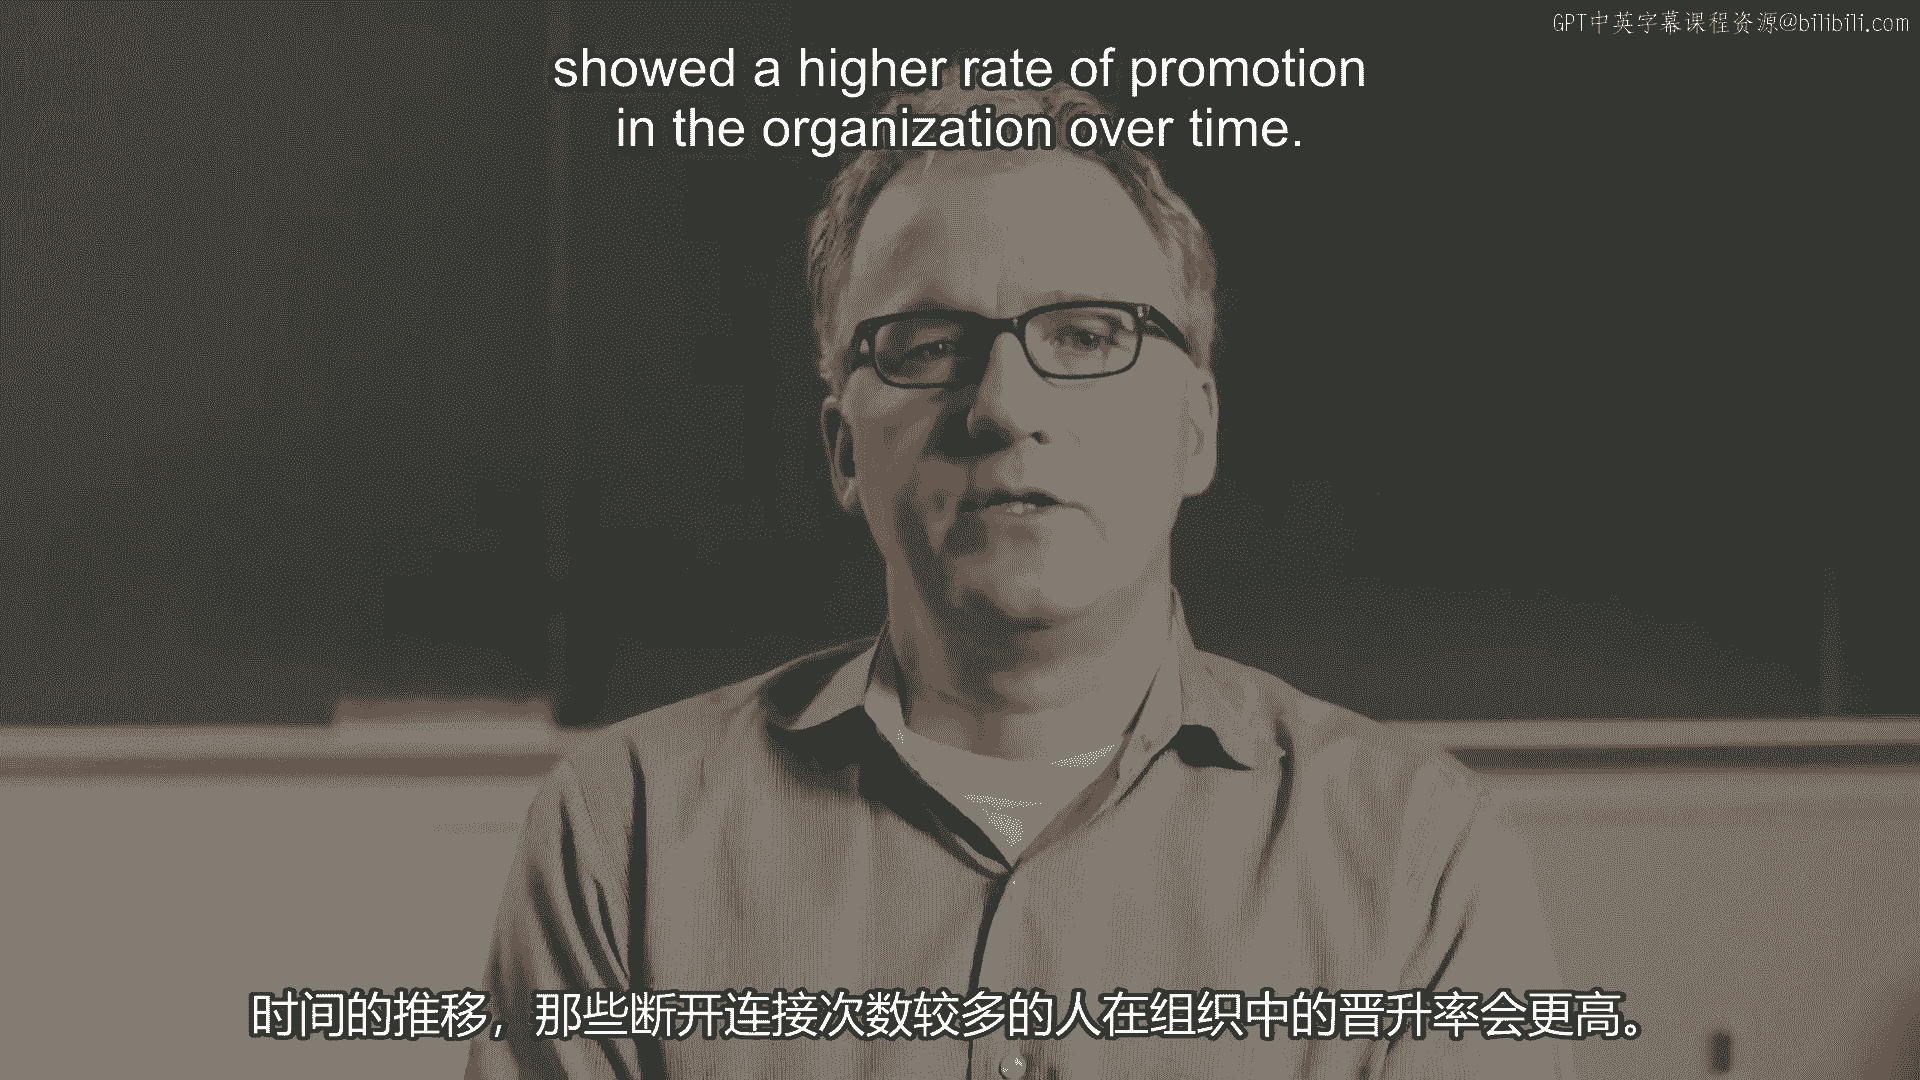 GPT中英字幕课程资源@bilibili.com
showed a higher rate of promotion
in the organization over time.
时间的推移，那些断开连接次数较多的人在组织中的晋升率会更高。